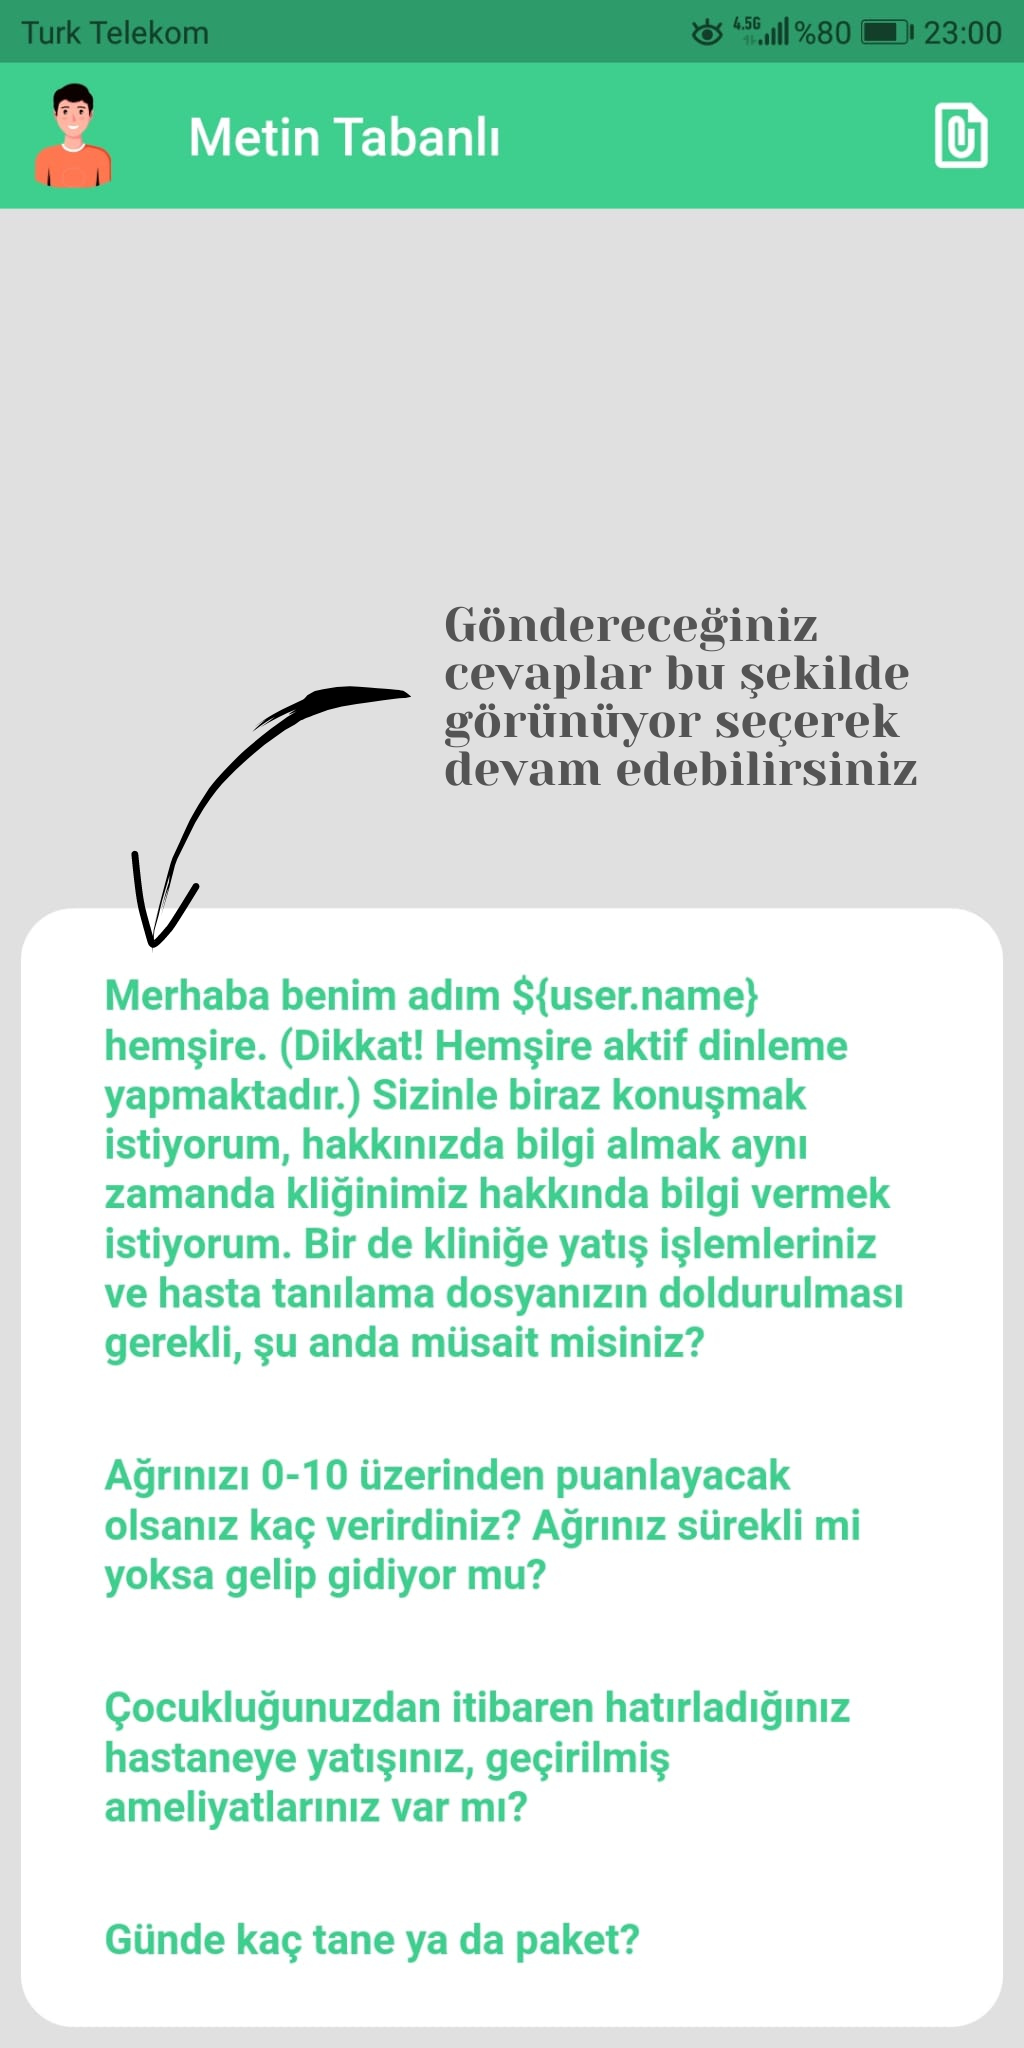 Turk Telekom
4.5G %80 23:00
Metin Tabanlı
Göndereceğiniz
cevaplar bu şekilde
görünüyor seçerek
devam edebilirsiniz
Merhaba benim adım ${user.name}
hemşire. (Dikkat! Hemşire aktif dinleme
yapmaktadır.) Sizinle biraz konuşmak
istiyorum, hakkınızda bilgi almak aynı
zamanda kliğinimiz hakkında bilgi vermek
istiyorum. Bir de kliniğe yatış işlemleriniz
ve hasta tanılama dosyanızın doldurulması
gerekli, şu anda müsait misiniz?
Ağrınızı 0-10 üzerinden puanlayacak
olsanız kaç verirdiniz? Ağrınız sürekli mi
yoksa gelip gidiyor mu?
Çocukluğunuzdan itibaren hatırladığınız
hastaneye yatışınız, geçirilmiş
ameliyatlarınız var mı?
Günde kaç tane ya da paket?